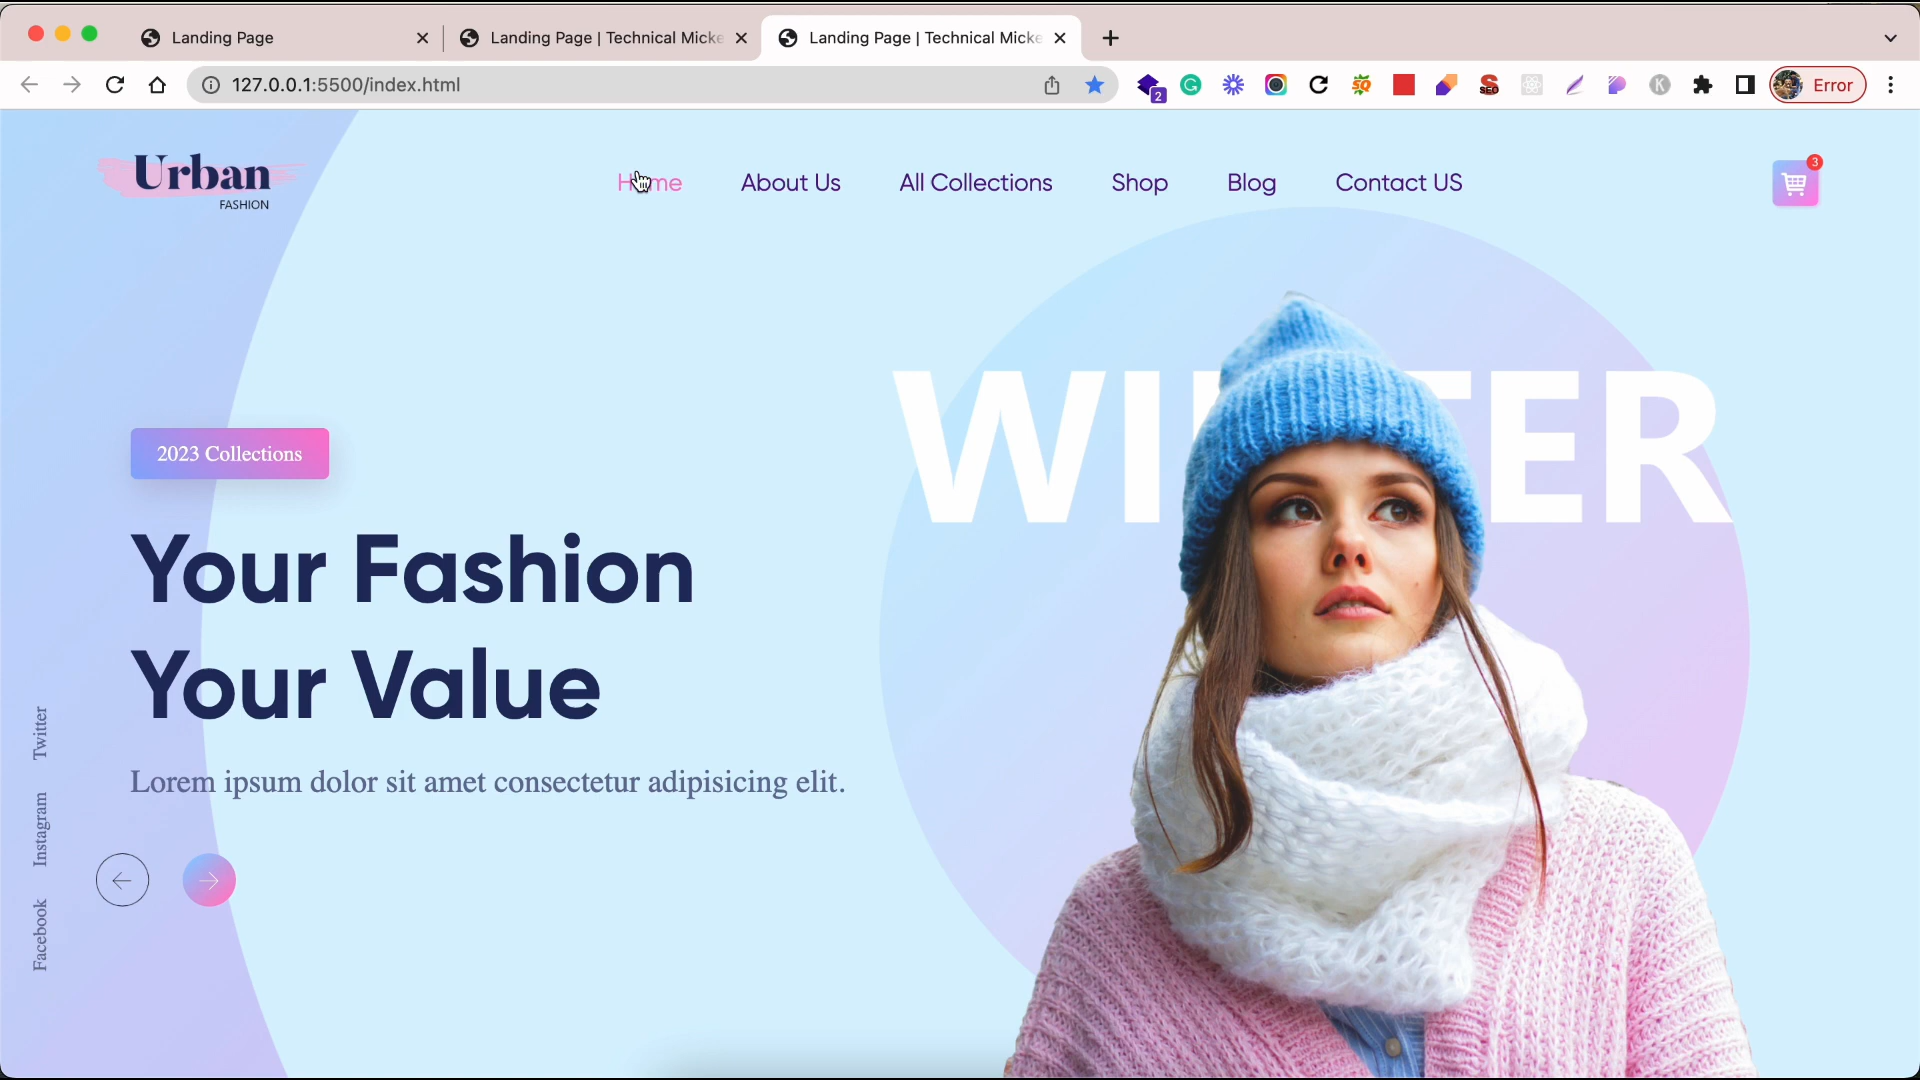 Landing Page
Landing Page | Technical Micke
Landing Page | Technical Micke
127.0.0.1:5500/index.html
2
SEO
K
Error
Urban
FASHION
Home
About Us
All Collections
Shop
Blog
Contact US
3
WINTER
2023 Collections
Your Fashion
Your Value
Lorem ipsum dolor sit amet consectetur adipisicing elit.
Twitter
Instagram
Facebook